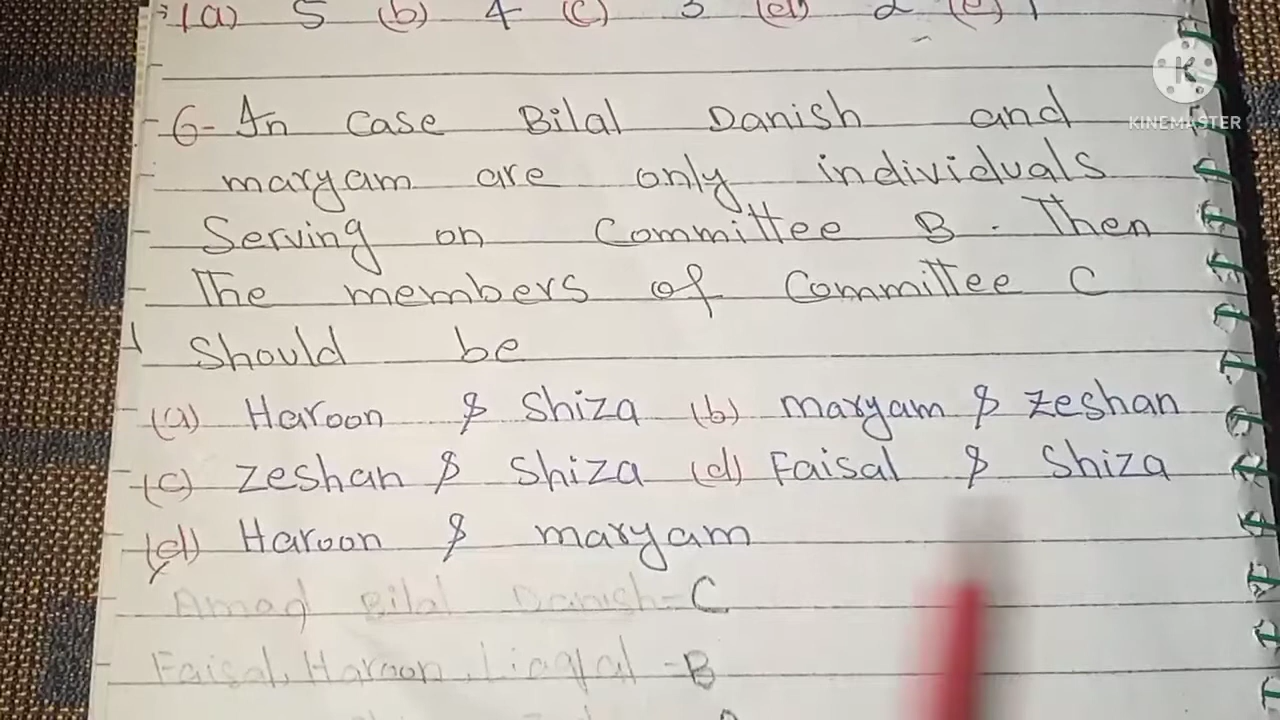 (a) 5 (b) 4 (c) 3 (d) 2 (e) 1
K
KINEMASTER
6- In case Bilal Danish and
maryam are only individuals
Serving on Committee B. Then
The members of Committee C
Should be
(a) Haroon & Shiza (b) maryam & zeshan
(c) zeshan & Shiza (d) Faisal & Shiza
(e) Haroon & maryam
Amad Bilal Danish-C
Faisal, Haroon, Liaqtal -B